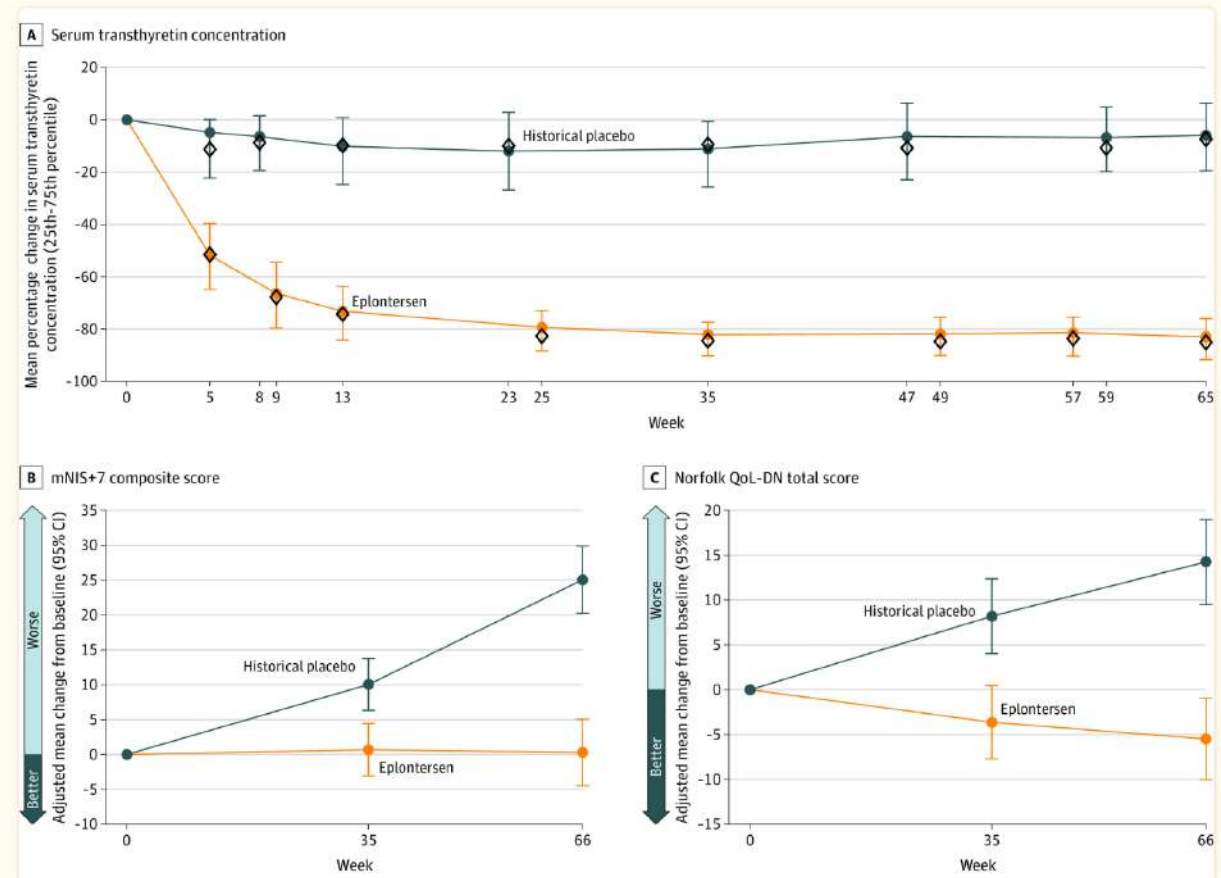 A Serum transthyretin concentration
Mean percentage change in serum transthyretin
concentration (25th-75th percentile)
20
0
-20
-40
-60
-80
-100
Historical placebo
Eplontersen
0 5 8 9 13 23 25 35 47 49 57 59 65
Week
B mNIS+7 composite score
Worse
Better
Adjusted mean change from baseline (95% CI)
35
30
25
20
15
10
5
0
-5
-10
Historical placebo
Eplontersen
0 35 66
Week
C Norfolk QoL-DN total score
Worse
Better
Adjusted mean change from baseline (95% CI)
20
15
10
5
0
-5
-10
-15
Historical placebo
Eplontersen
0 35 66
Week